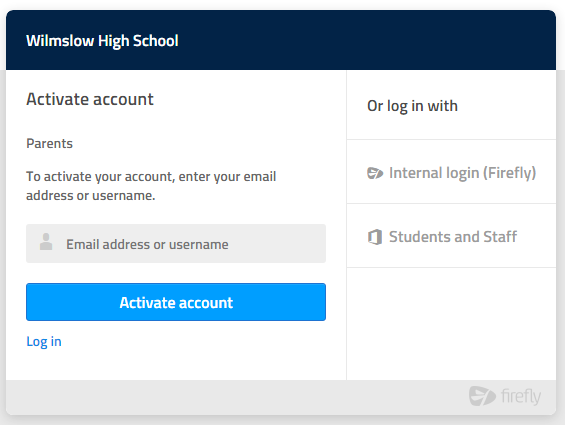 Wilmslow High School
Activate account
Parents
To activate your account, enter your email
address or username.
Email address or username
Activate account
Log in
Or log in with
Internal login (Firefly)
Students and Staff
firefly